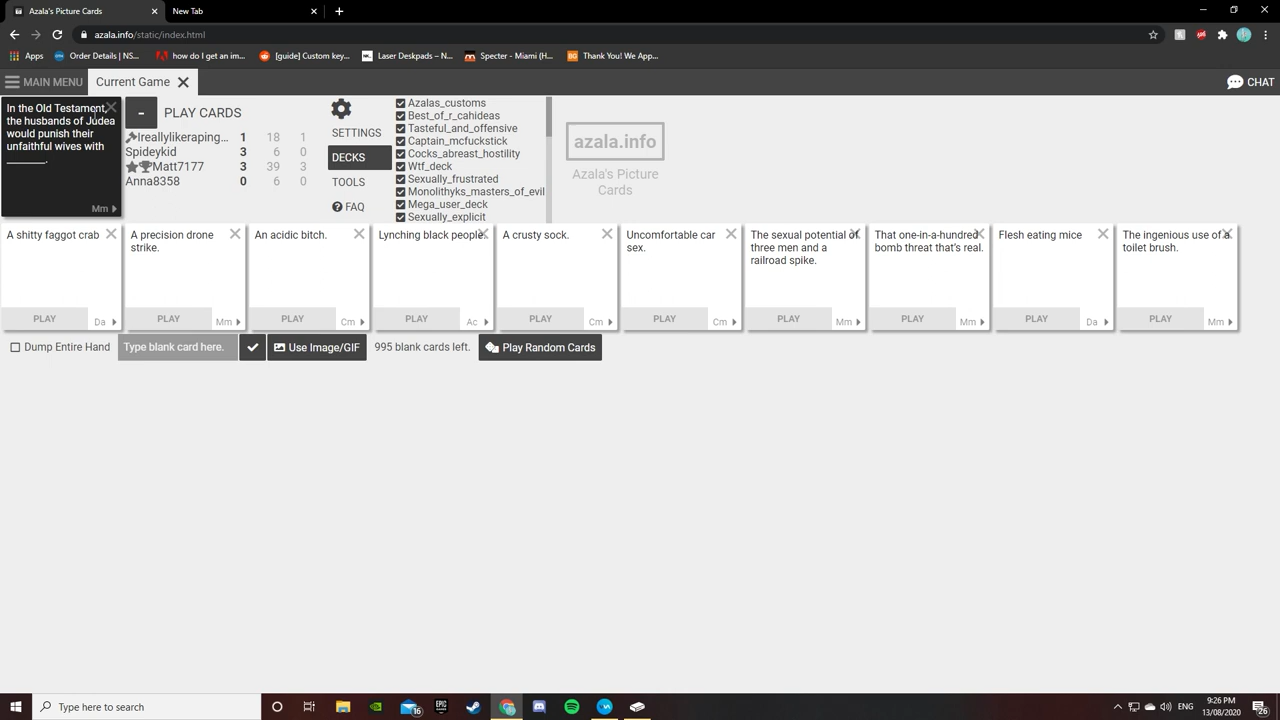 Azala's Picture Cards
New Tab
azala.info/static/index.html
Apps
Order Details | NS...
how do I get an im...
[guide] Custom key...
Laser Deskpads – N...
Specter - Miami (H...
Thank You! We App...
MAIN MENU
Current Game
CHAT
In the Old Testament,
the husbands of Judea
would punish their
unfaithful wives with
_______.
Mm
-
PLAY CARDS
Ireallylikeraping... 1 18 1
Spideykid 3 6 0
Matt7177 3 39 3
Anna8358 0 6 0
SETTINGS
DECKS
TOOLS
FAQ
Azalas_customs
Best_of_r_cahideas
Tasteful_and_offensive
Captain_mcfuckstick
Cocks_abreast_hostility
Wtf_deck
Sexually_frustrated
Monolithyks_masters_of_evil
Mega_user_deck
Sexually_explicit
azala.info
Azala's Picture
Cards
A shitty faggot crab
PLAY
Da
A precision drone
strike.
PLAY
Mm
An acidic bitch.
PLAY
Cm
Lynching black people.
PLAY
Ac
A crusty sock.
PLAY
Cm
Uncomfortable car
sex.
PLAY
Cm
The sexual potential of
three men and a
railroad spike.
PLAY
Mm
That one-in-a-hundred
bomb threat that's real.
PLAY
Mm
Flesh eating mice
PLAY
Da
The ingenious use of a
toilet brush.
PLAY
Mm
Dump Entire Hand
Type blank card here.
Use Image/GIF
995 blank cards left.
Play Random Cards
Type here to search
16
EPIC
ENG
9:26 PM
13/08/2020
26